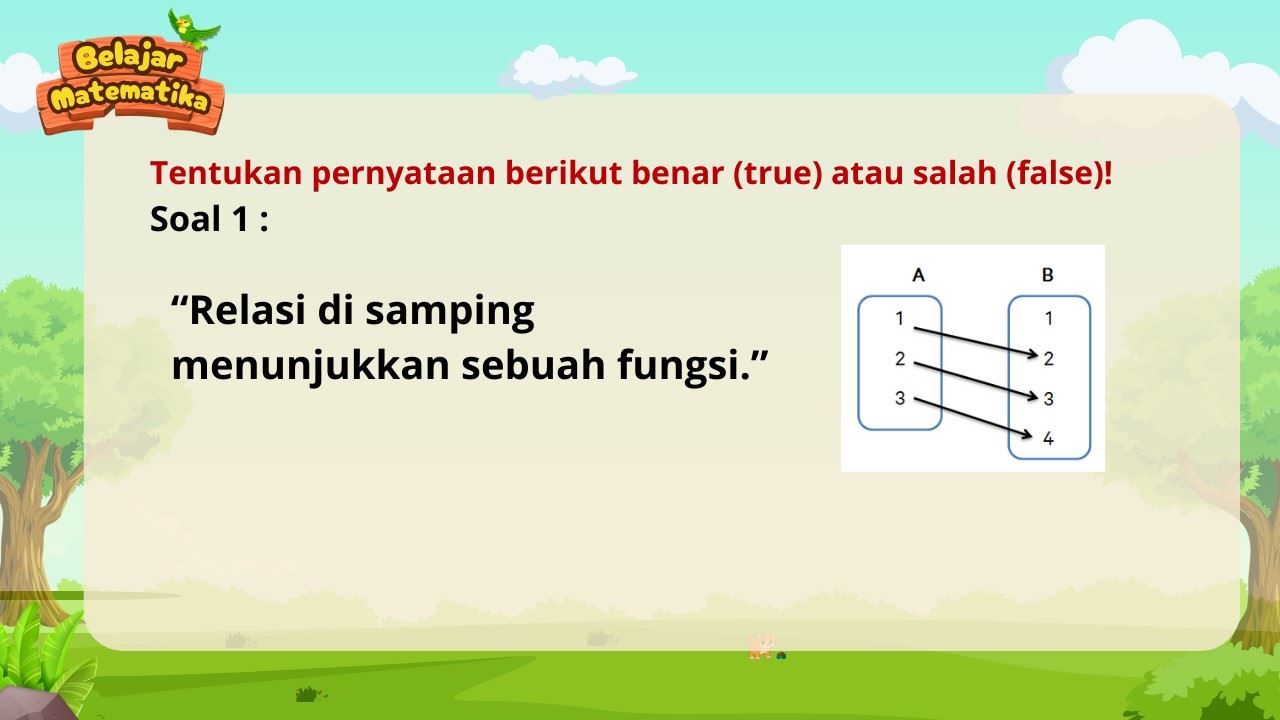 Belajar
Matematika
Tentukan pernyataan berikut benar (true) atau salah (false)!
Soal 1 :
“Relasi di samping
menunjukkan sebuah fungsi.”
A B
1 1
2 2
3 3
4